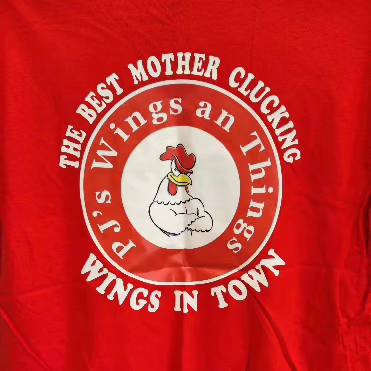 THE BEST MOTHER CLUCKING
PJ's Wings an Things
WINGS IN TOWN